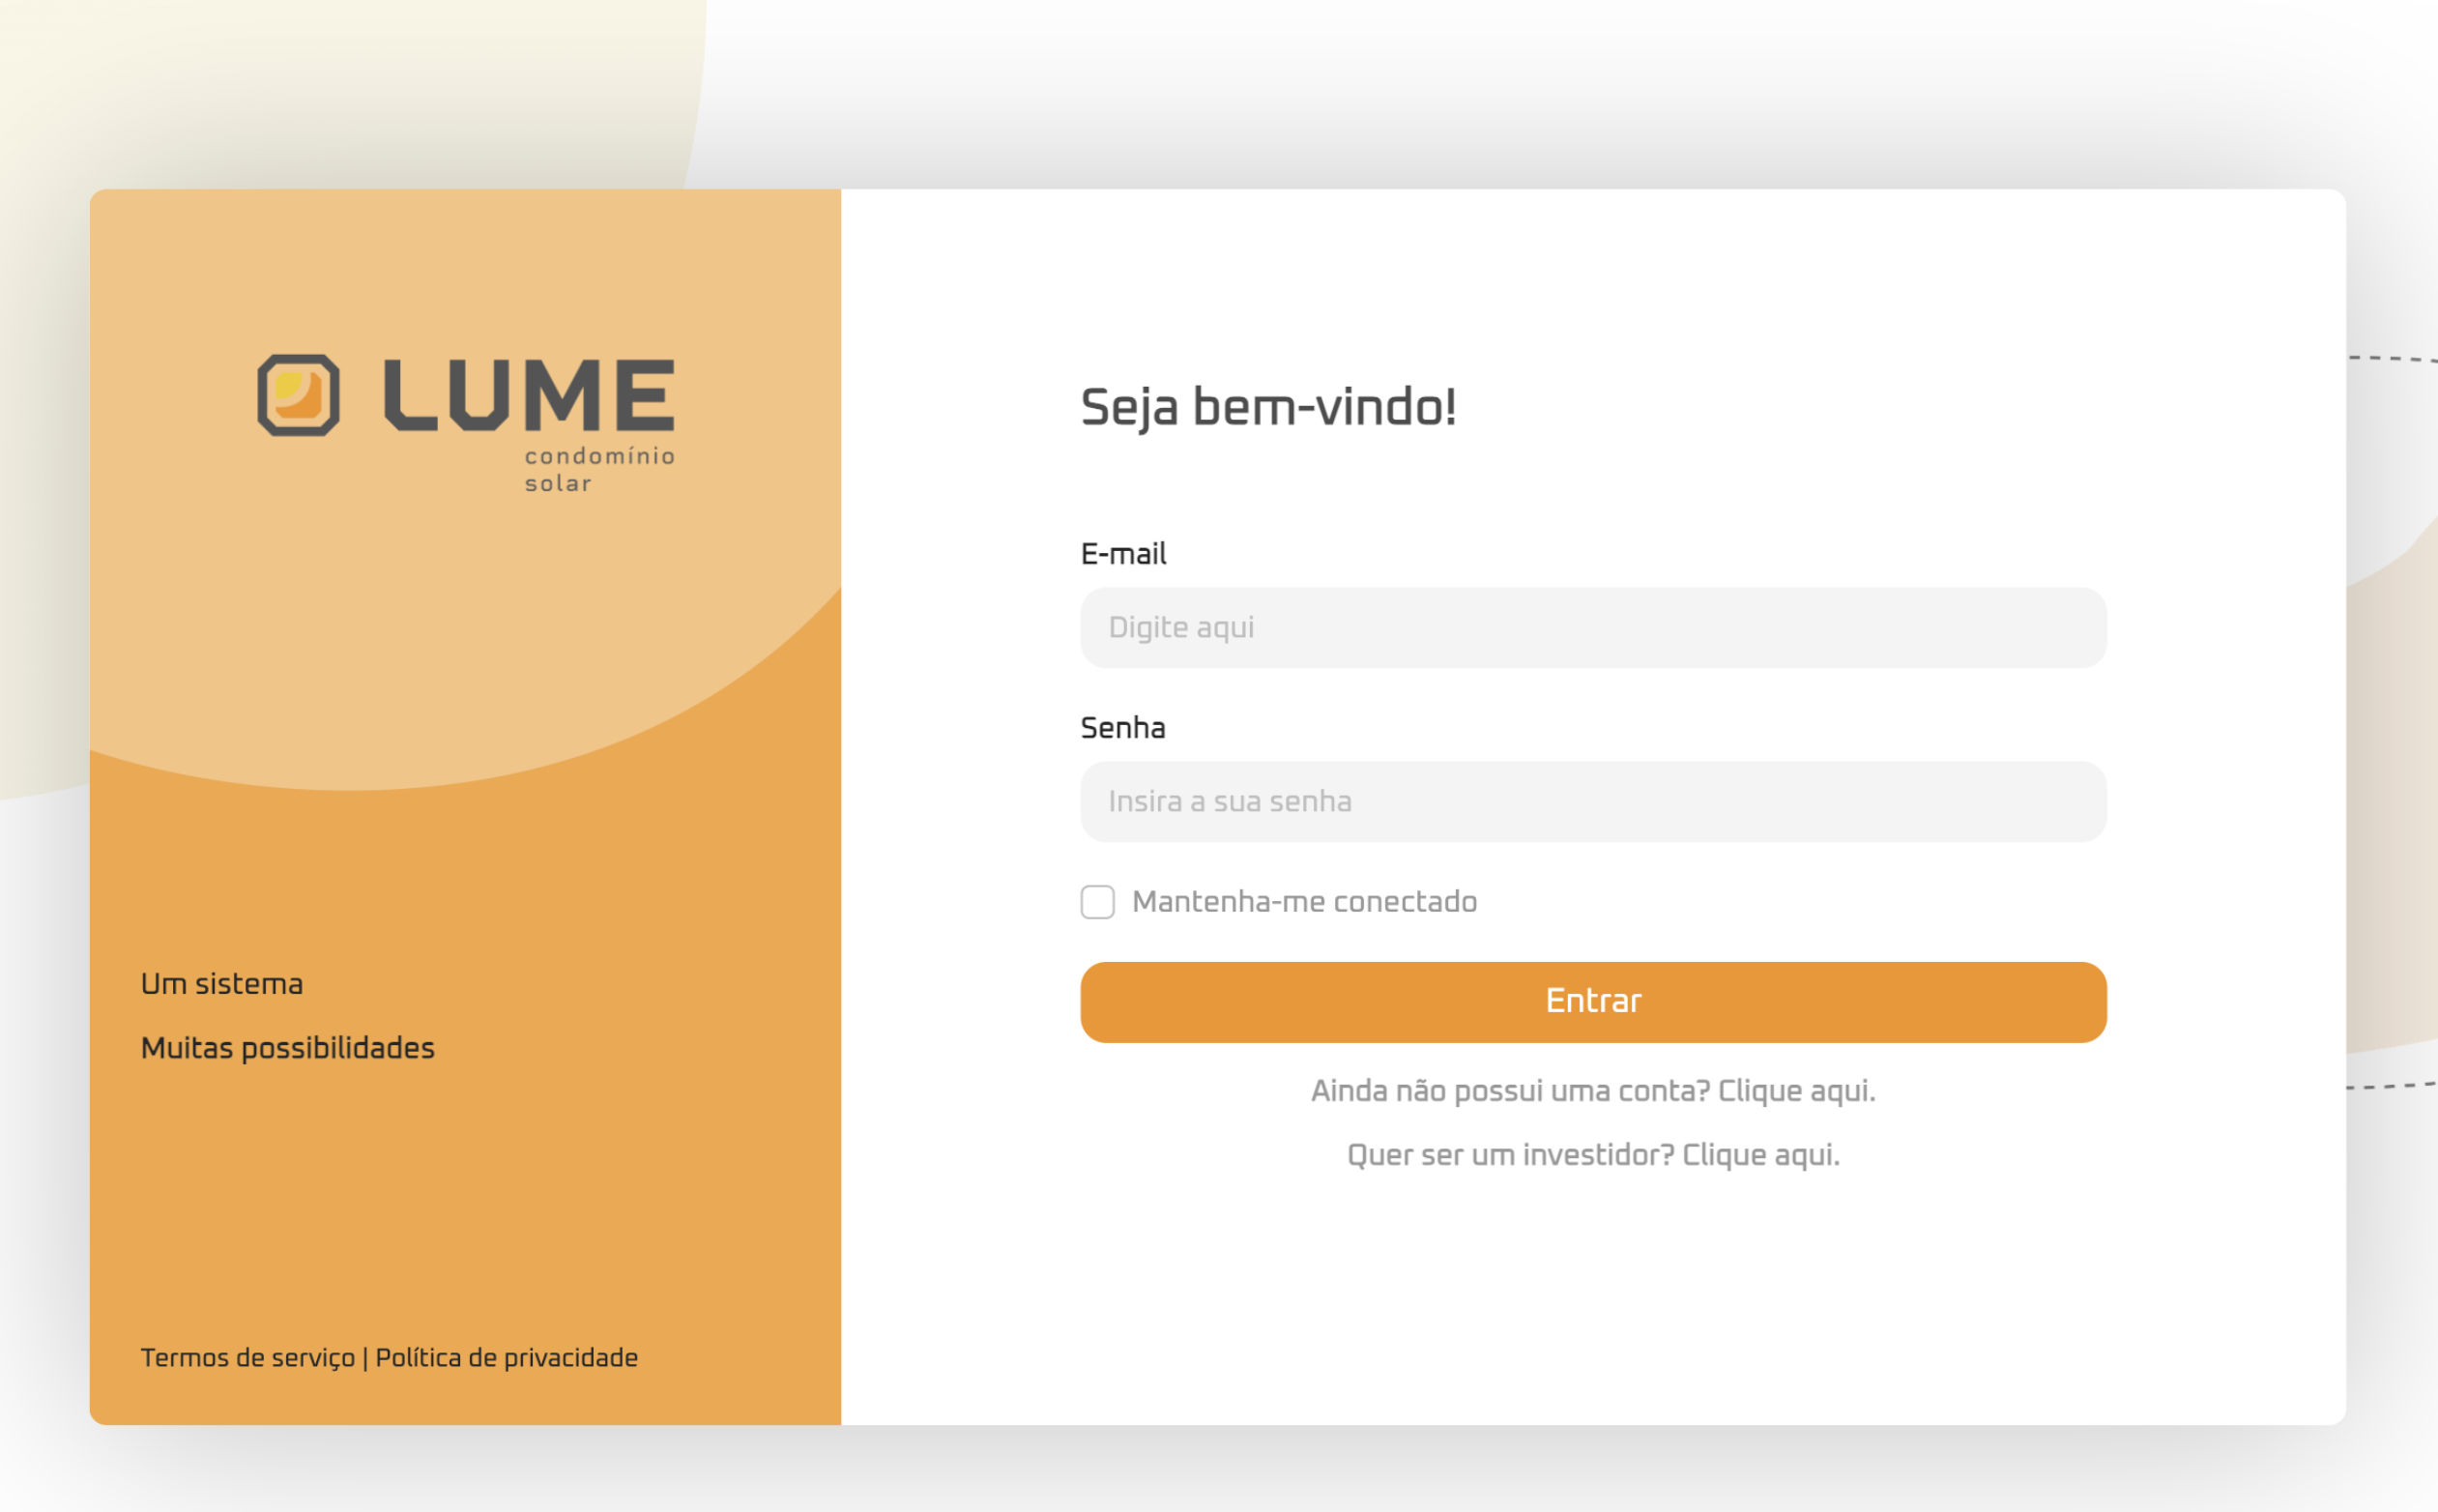 LUME
condomínio
solar
Um sistema
Muitas possibilidades
Termos de serviço | Política de privacidade
Seja bem-vindo!
E-mail
Digite aqui
Senha
Insira a sua senha
Mantenha-me conectado
Entrar
Ainda não possui uma conta? Clique aqui.
Quer ser um investidor? Clique aqui.